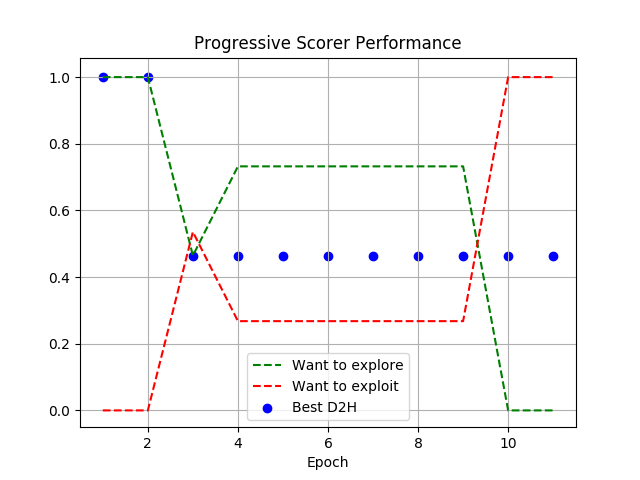 Progressive Scorer Performance
1.0
0.8
0.6
0.4
0.2
0.0
Want to explore
Want to exploit
Best D2H
2 4 6 8 10
Epoch